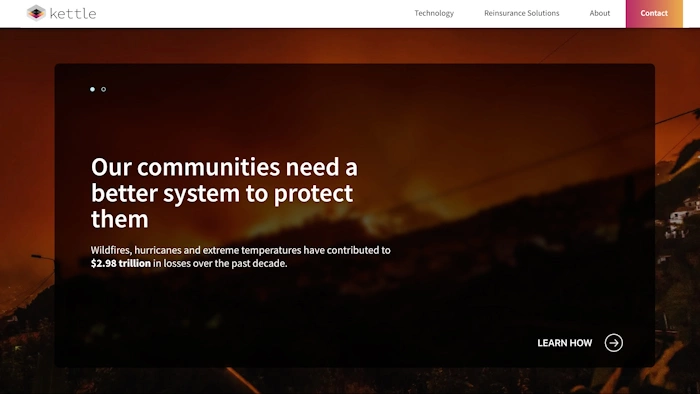 kettle
Technology
Reinsurance Solutions
About
Contact
Our communities need a
better system to protect
them
Wildfires, hurricanes and extreme temperatures have contributed to
$2.98 trillion in losses over the past decade.
LEARN HOW